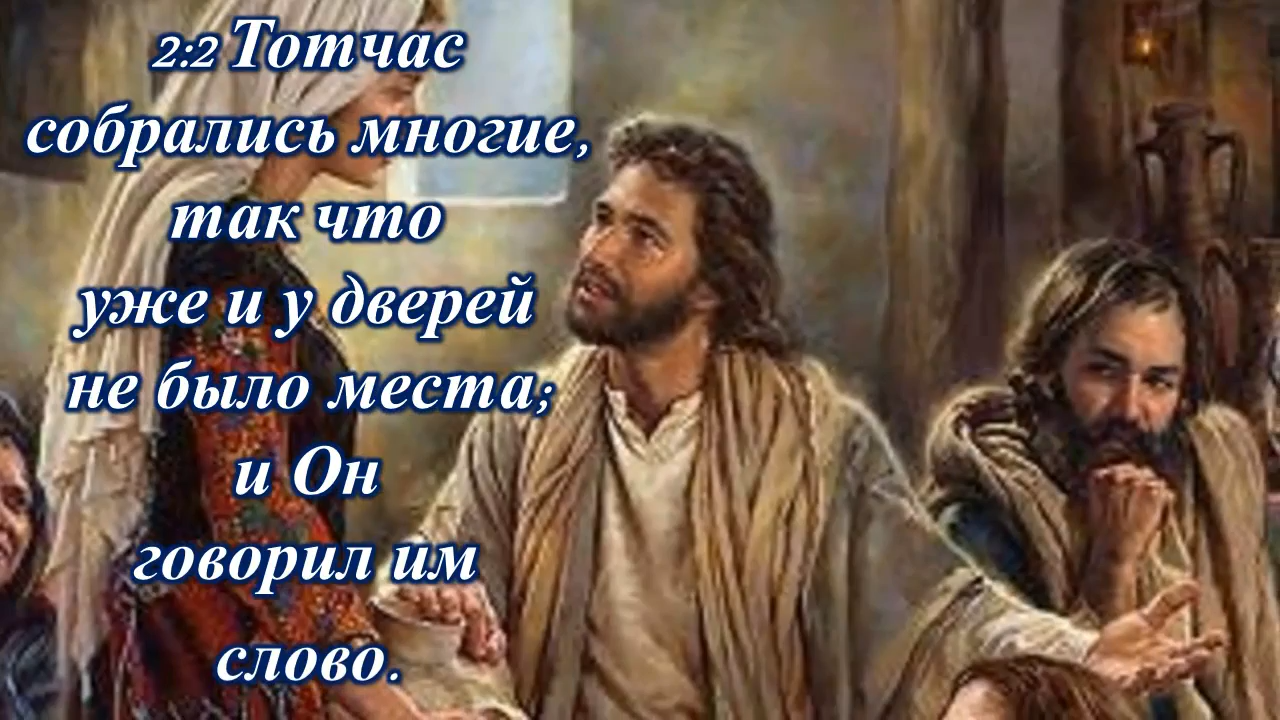 2:2 Тотчас
собрались многие,
так что
уже и у дверей
не было места;
и Он
говорил им
слово.